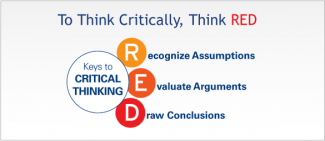 To Think Critically, Think RED
Keys to
CRITICAL
THINKING
Recognize Assumptions
Evaluate Arguments
Draw Conclusions